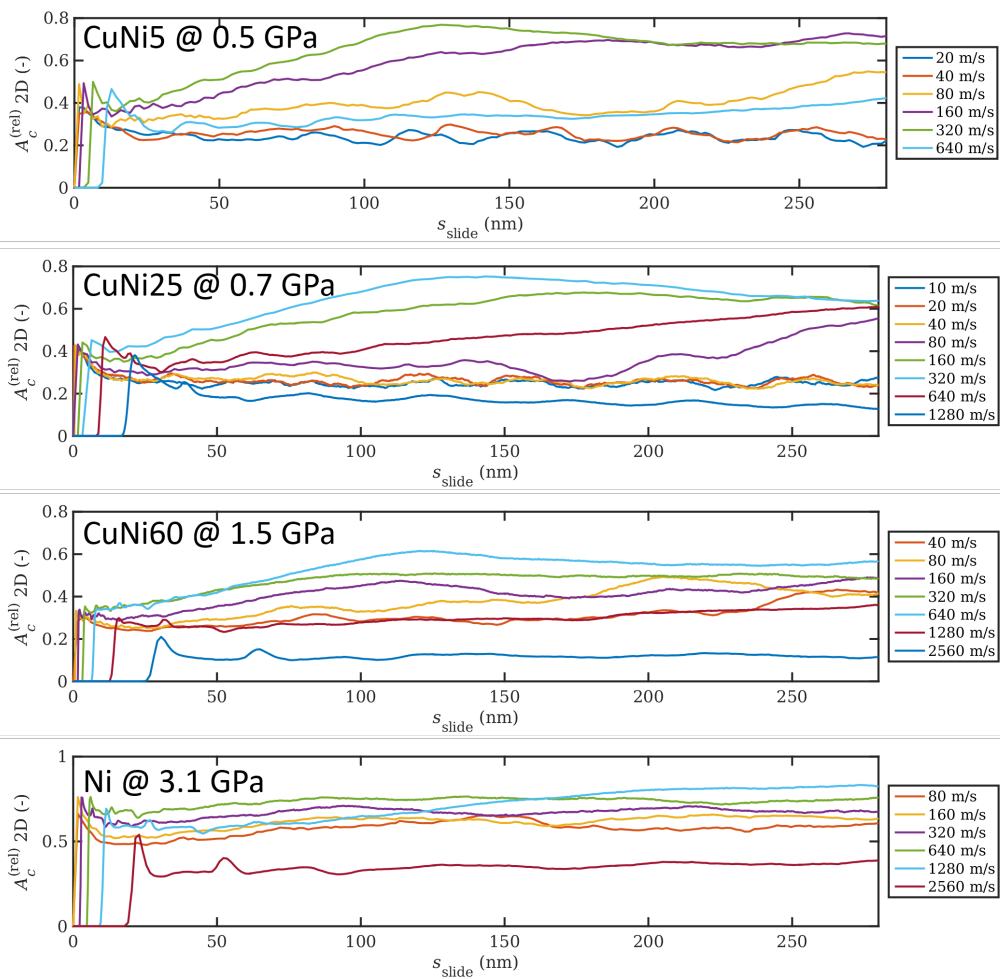 CuNi5 @ 0.5 GPa
A_c^(rel) 2D (-)
0.8
0.6
0.4
0.2
0
0 50 100 150 200 250
s_slide (nm)
20 m/s
40 m/s
80 m/s
160 m/s
320 m/s
640 m/s
CuNi25 @ 0.7 GPa
A_c^(rel) 2D (-)
0.8
0.6
0.4
0.2
0
0 50 100 150 200 250
s_slide (nm)
10 m/s
20 m/s
40 m/s
80 m/s
160 m/s
320 m/s
640 m/s
1280 m/s
CuNi60 @ 1.5 GPa
A_c^(rel) 2D (-)
0.8
0.6
0.4
0.2
0
0 50 100 150 200 250
s_slide (nm)
40 m/s
80 m/s
160 m/s
320 m/s
640 m/s
1280 m/s
2560 m/s
Ni @ 3.1 GPa
A_c^(rel) 2D (-)
1
0.5
0
0 50 100 150 200 250
s_slide (nm)
80 m/s
160 m/s
320 m/s
640 m/s
1280 m/s
2560 m/s